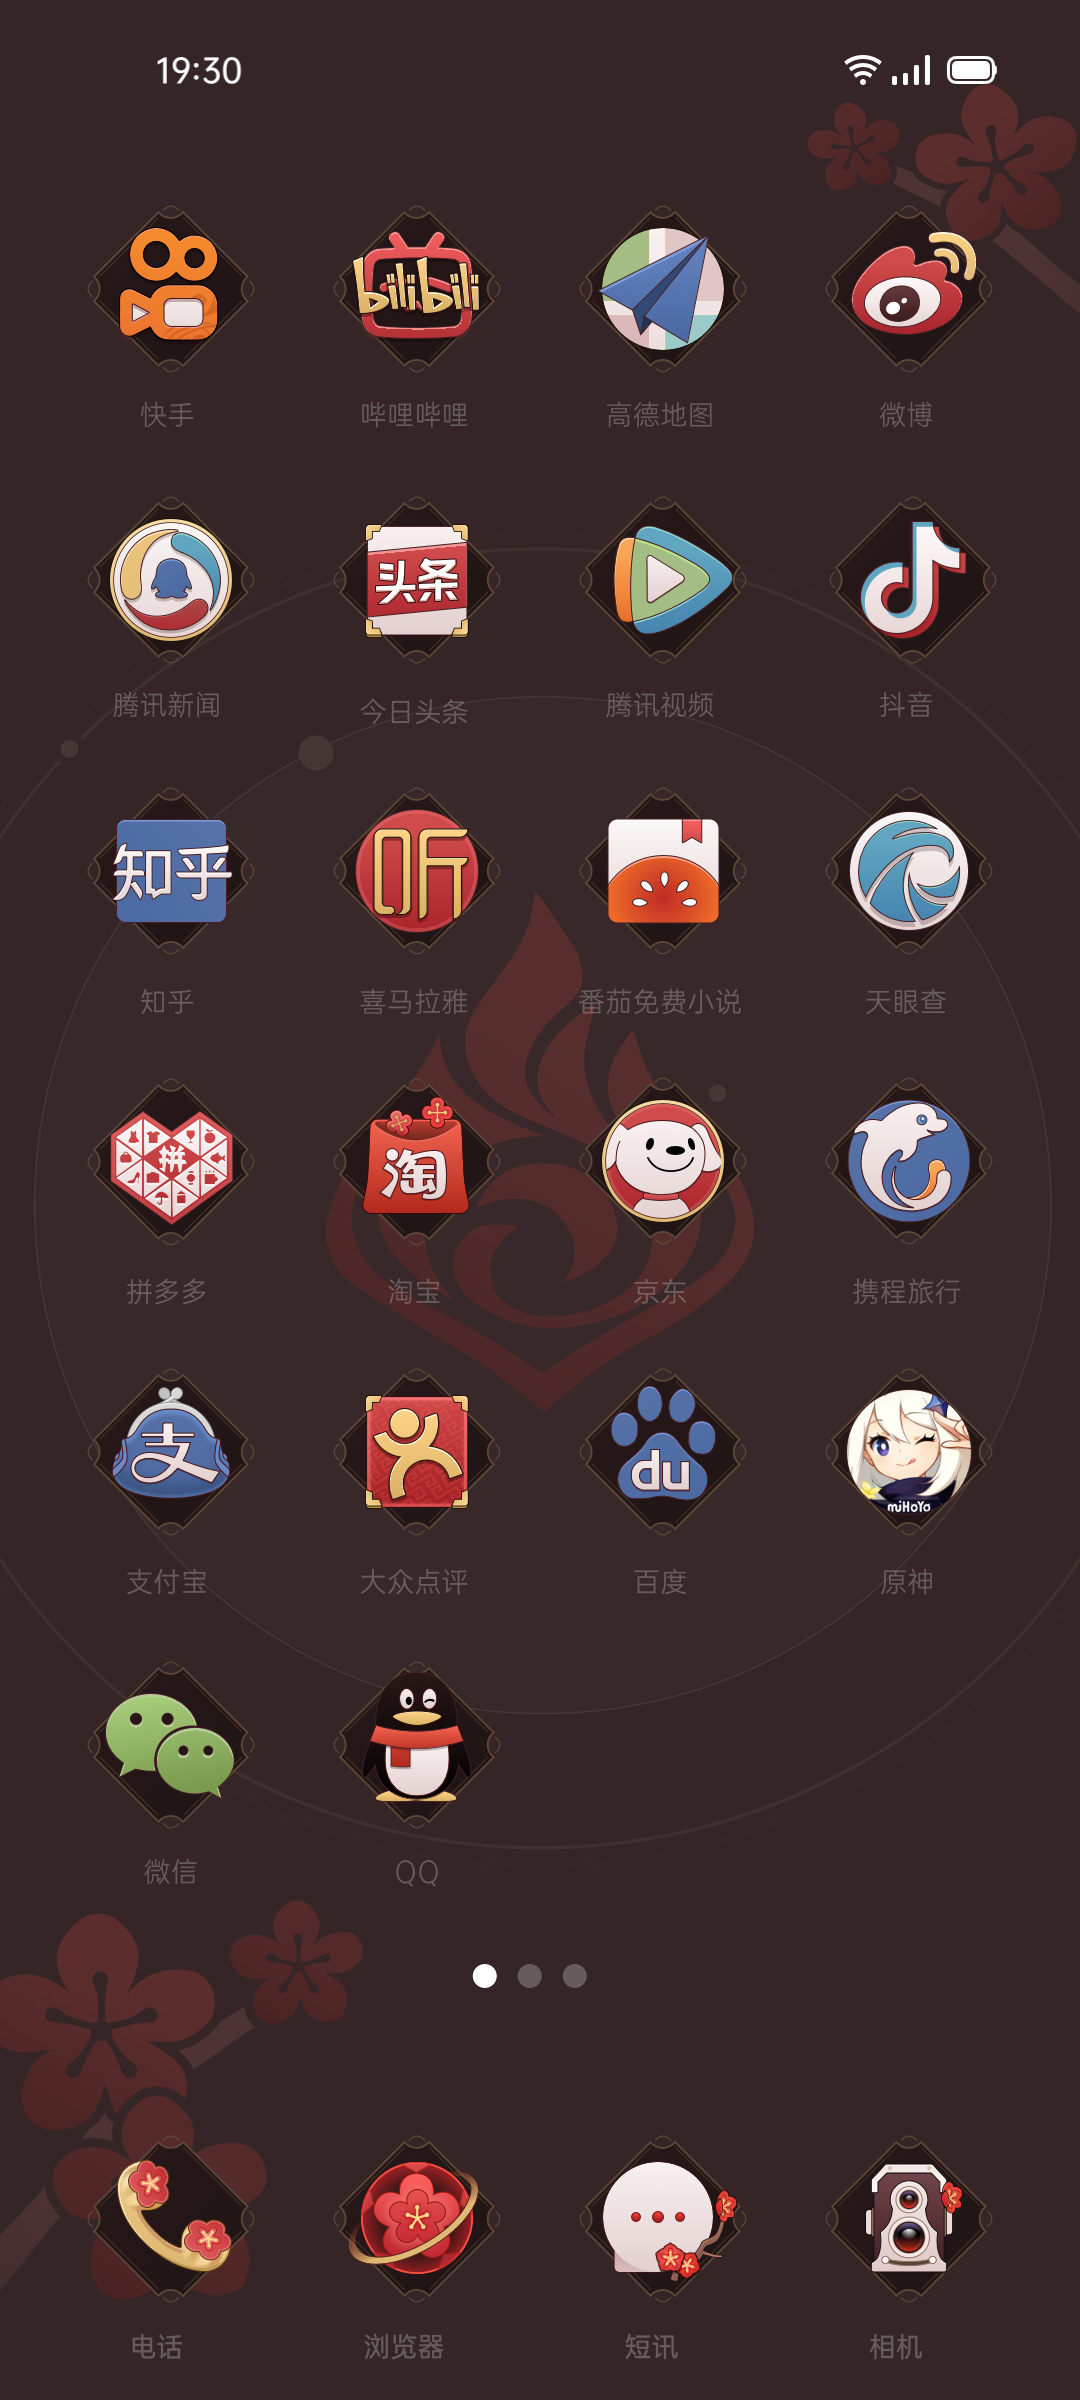 19:30
bilibili
快手
哔哩哔哩
高德地图
微博
头条
腾讯新闻
今日头条
腾讯视频
抖音
知乎
听
知乎
喜马拉雅
番茄免费小说
天眼查
拼
淘
拼多多
淘宝
京东
携程旅行
支
du
miHoYo
支付宝
大众点评
百度
原神
微信
QQ
电话
浏览器
短讯
相机